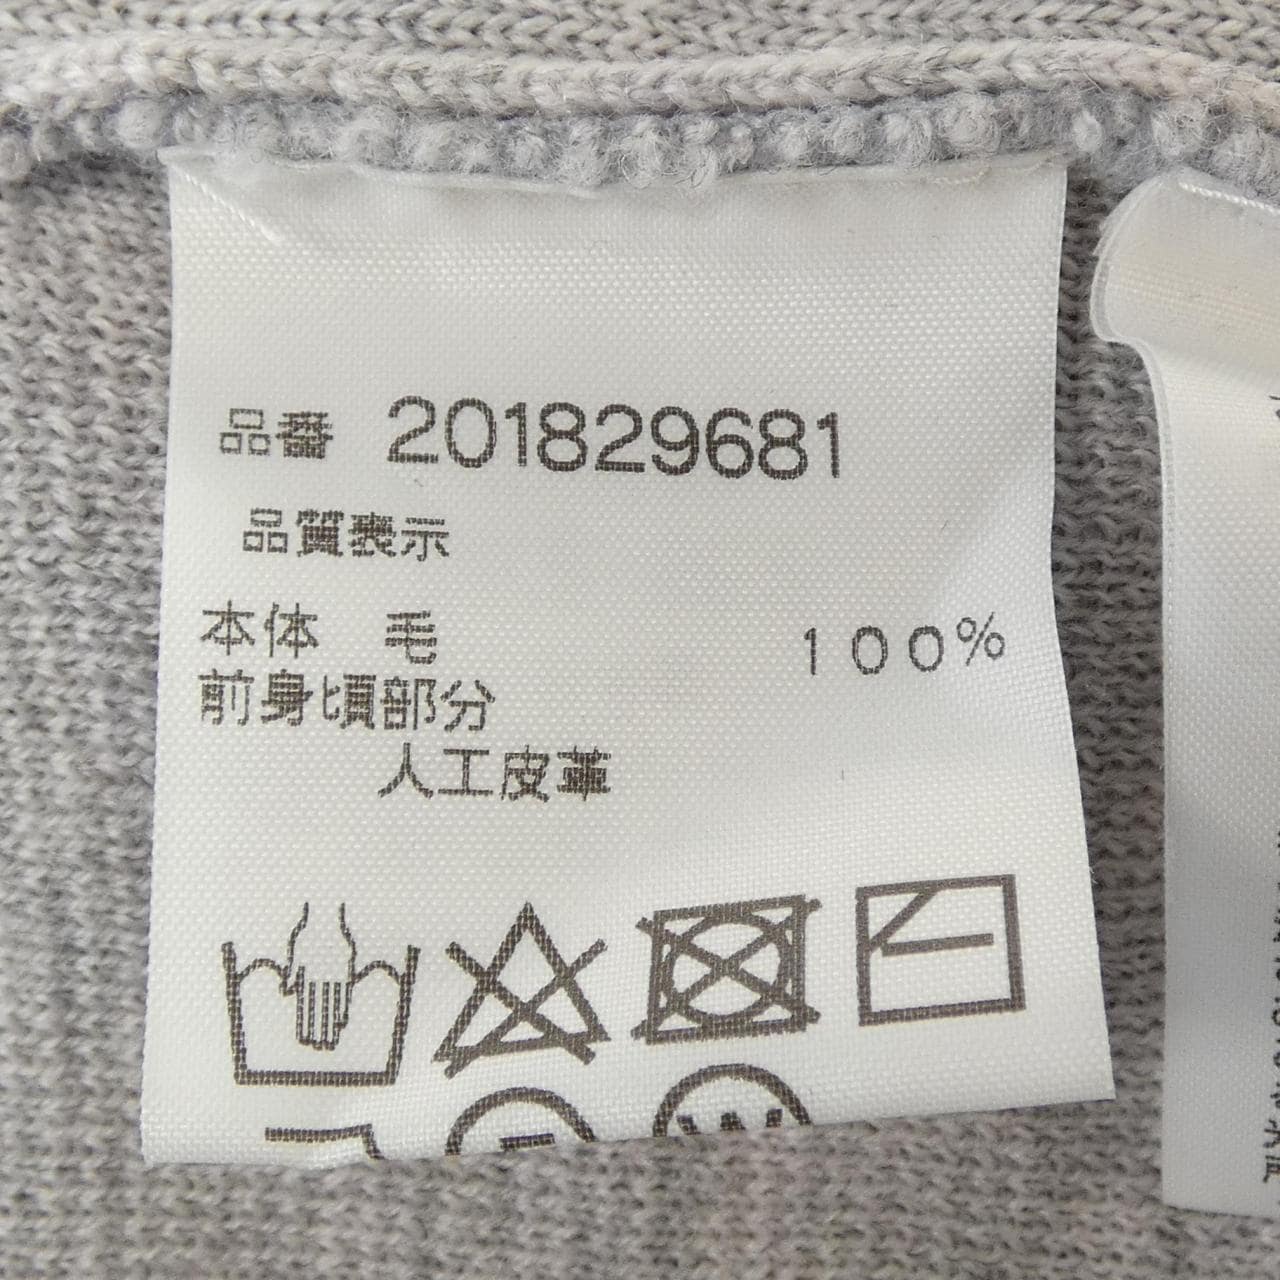 品番 201829681
品質表示
本体 毛 100%
前身頃部分
人工皮革
W